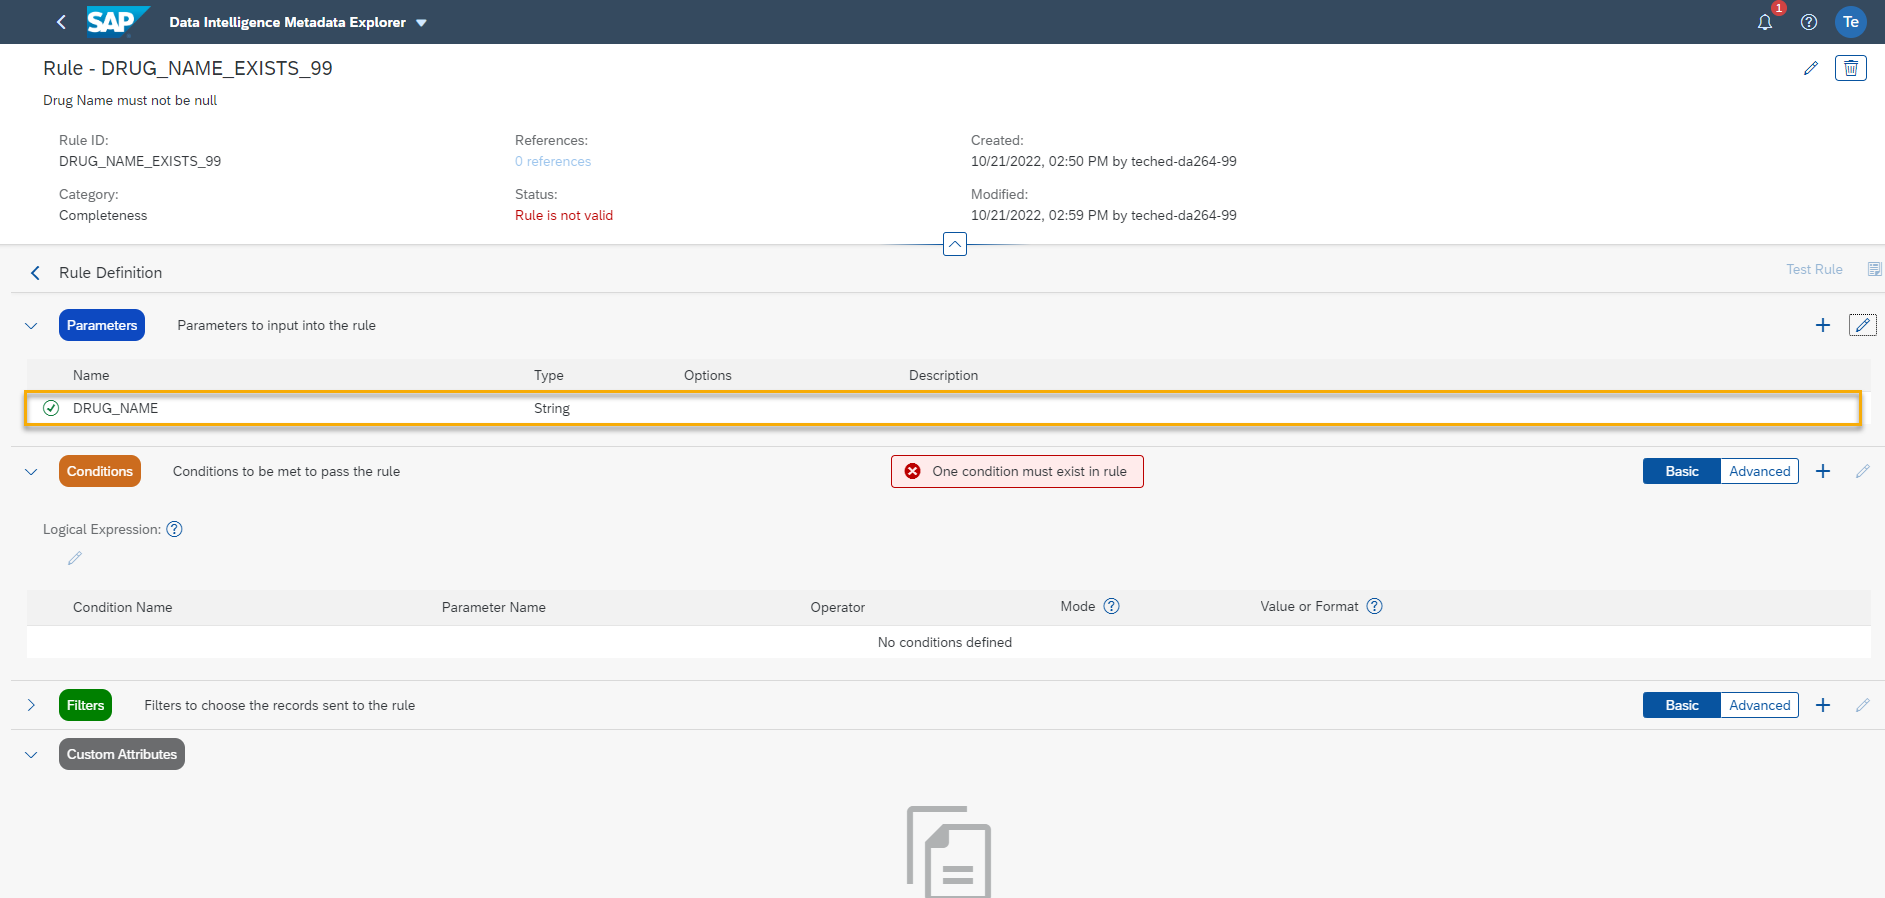 SAP Data Intelligence Metadata Explorer 1 Te
Rule - DRUG_NAME_EXISTS_99
Drug Name must not be null
Rule ID: References: Created:
DRUG_NAME_EXISTS_99 0 references 10/21/2022, 02:50 PM by teched-da264-99
Category: Status: Modified:
Completeness Rule is not valid 10/21/2022, 02:59 PM by teched-da264-99
Rule Definition Test Rule
Parameters Parameters to input into the rule
Name Type Options Description
DRUG_NAME String
Conditions Conditions to be met to pass the rule One condition must exist in rule Basic Advanced
Logical Expression:
Condition Name Parameter Name Operator Mode Value or Format
No conditions defined
Filters Filters to choose the records sent to the rule Basic Advanced
Custom Attributes